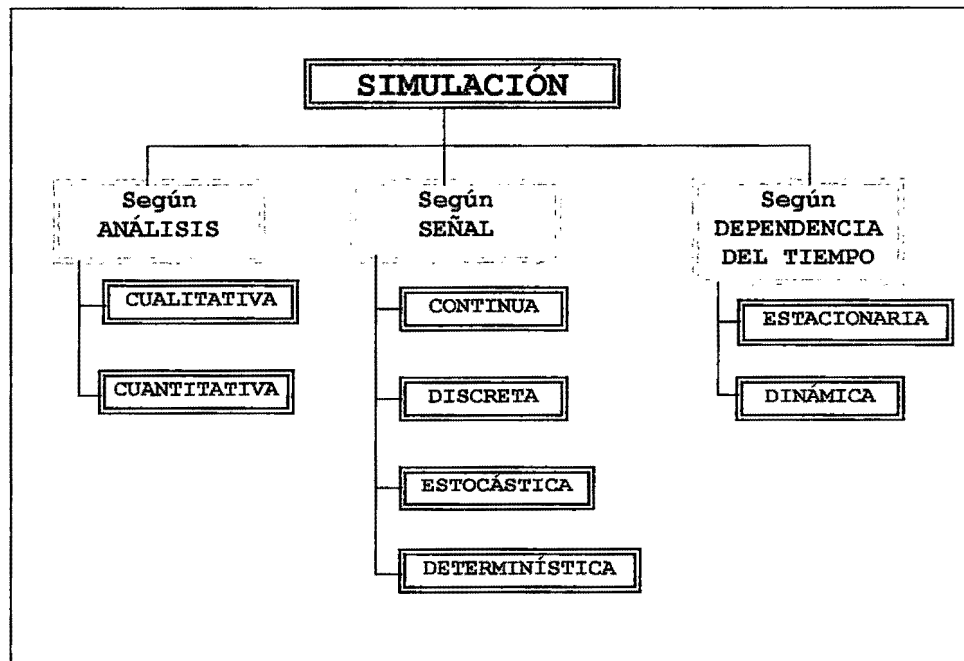 SIMULACIÓN
Según
ANÁLISIS
CUALITATIVA
CUANTITATIVA
Según
SEÑAL
CONTINUA
DISCRETA
ESTOCÁSTICA
DETERMINÍSTICA
Según
DEPENDENCIA
DEL TIEMPO
ESTACIONARIA
DINÁMICA